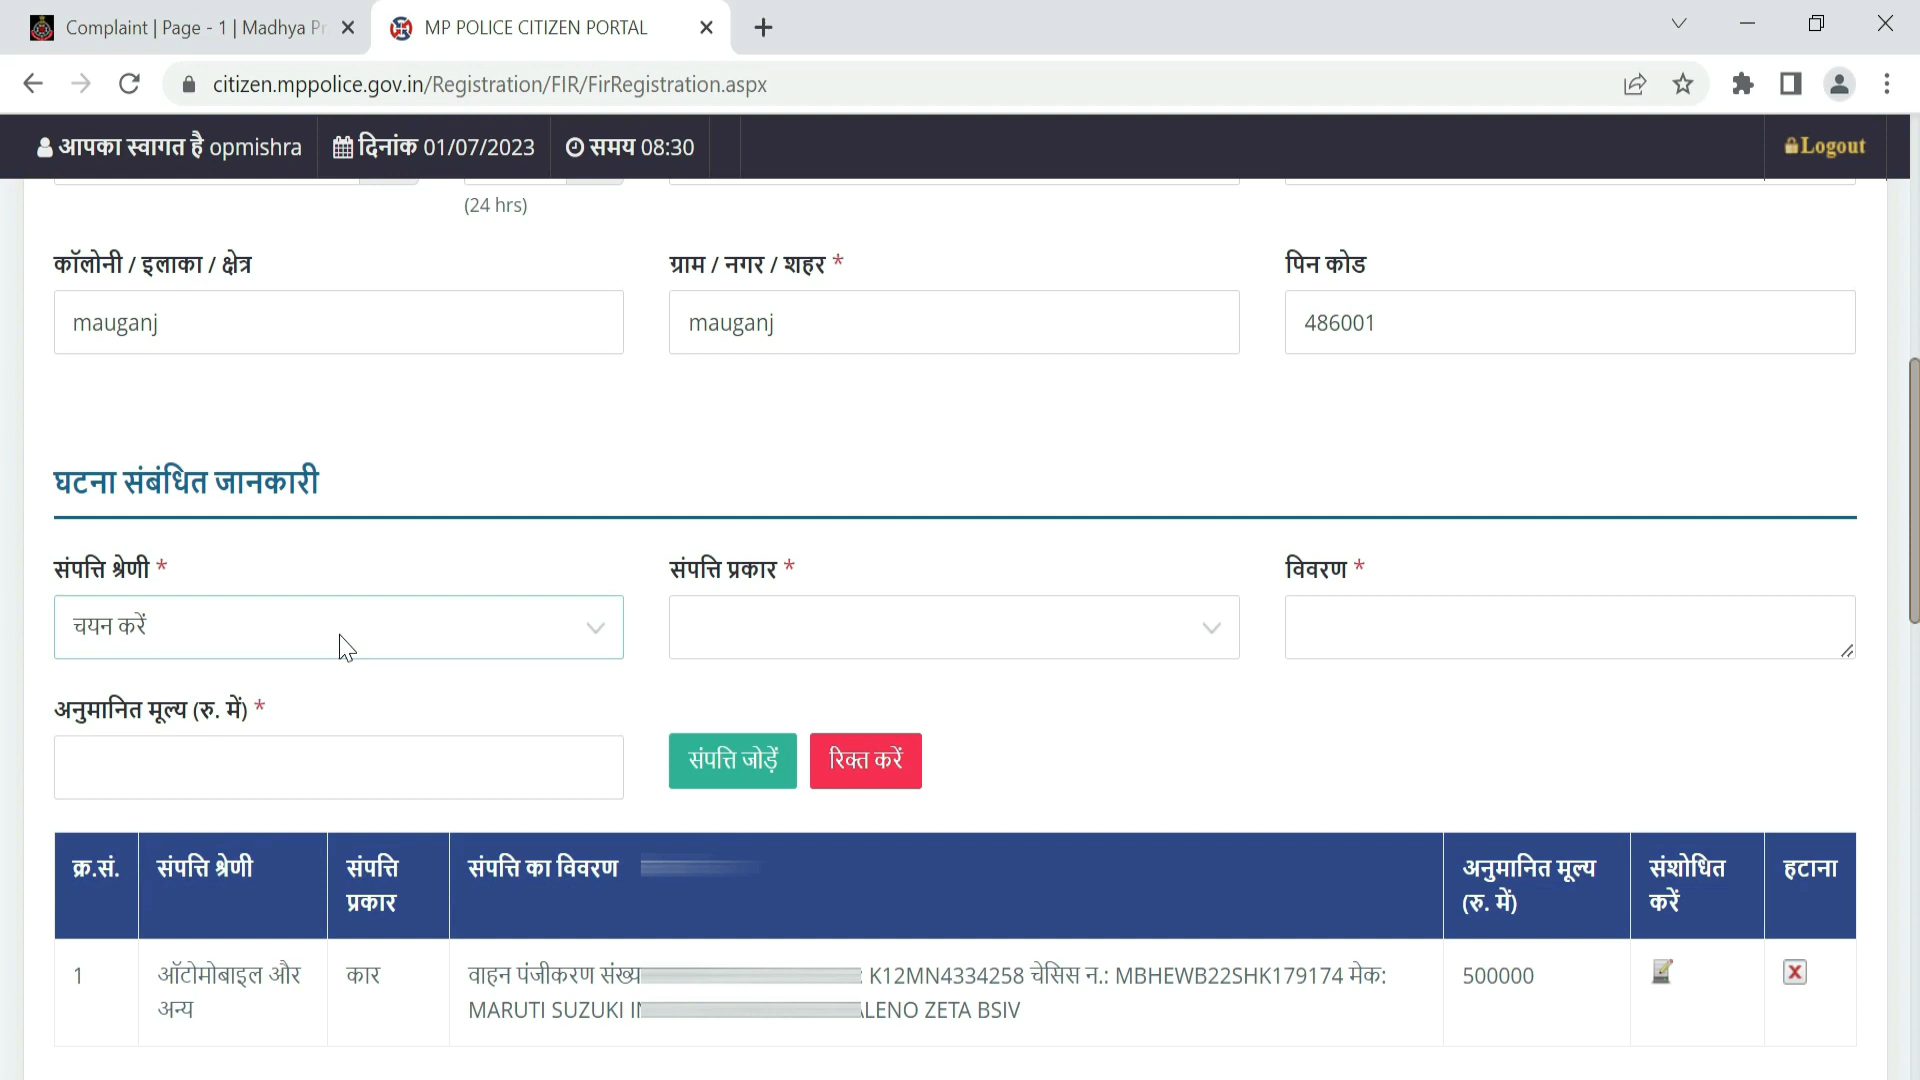 Complaint | Page - 1 | Madhya Pr
MP POLICE CITIZEN PORTAL
citizen.mppolice.gov.in/Registration/FIR/FirRegistration.aspx
आपका स्वागत है opmishra
दिनांक 01/07/2023
समय 08:30
Logout
(24 hrs)
कॉलोनी / इलाका / क्षेत्र
ग्राम / नगर / शहर *
पिन कोड
mauganj
mauganj
486001
घटना संबंधित जानकारी
संपत्ति श्रेणी *
संपत्ति प्रकार *
विवरण *
चयन करें
अनुमानित मूल्य (रु. में) *
संपत्ति जोड़ें
रिक्त करें
क्र.सं.
संपत्ति श्रेणी
संपत्ति
प्रकार
संपत्ति का विवरण
अनुमानित मूल्य
(रु. में)
संशोधित
करें
हटाना
1
ऑटोमोबाइल और
अन्य
कार
वाहन पंजीकरण संख्य : K12MN4334258 चेसिस न.: MBHEWB22SHK179174 मेक:
MARUTI SUZUKI LENO ZETA BSIV
500000